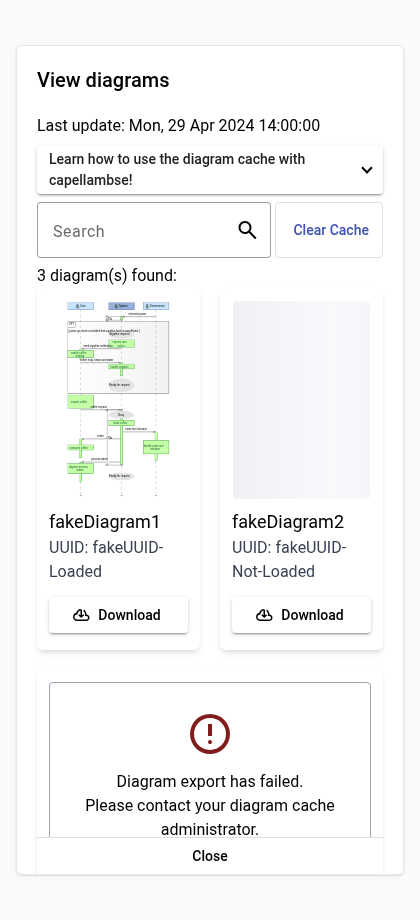 View diagrams
Last update: Mon, 29 Apr 2024 14:00:00
Learn how to use the diagram cache with
capellambse!
Search
Clear Cache
3 diagram(s) found:
fakeDiagram1
UUID: fakeUUID-
Loaded
Download
fakeDiagram2
UUID: fakeUUID-
Not-Loaded
Download
Diagram export has failed.
Please contact your diagram cache
administrator.
Close